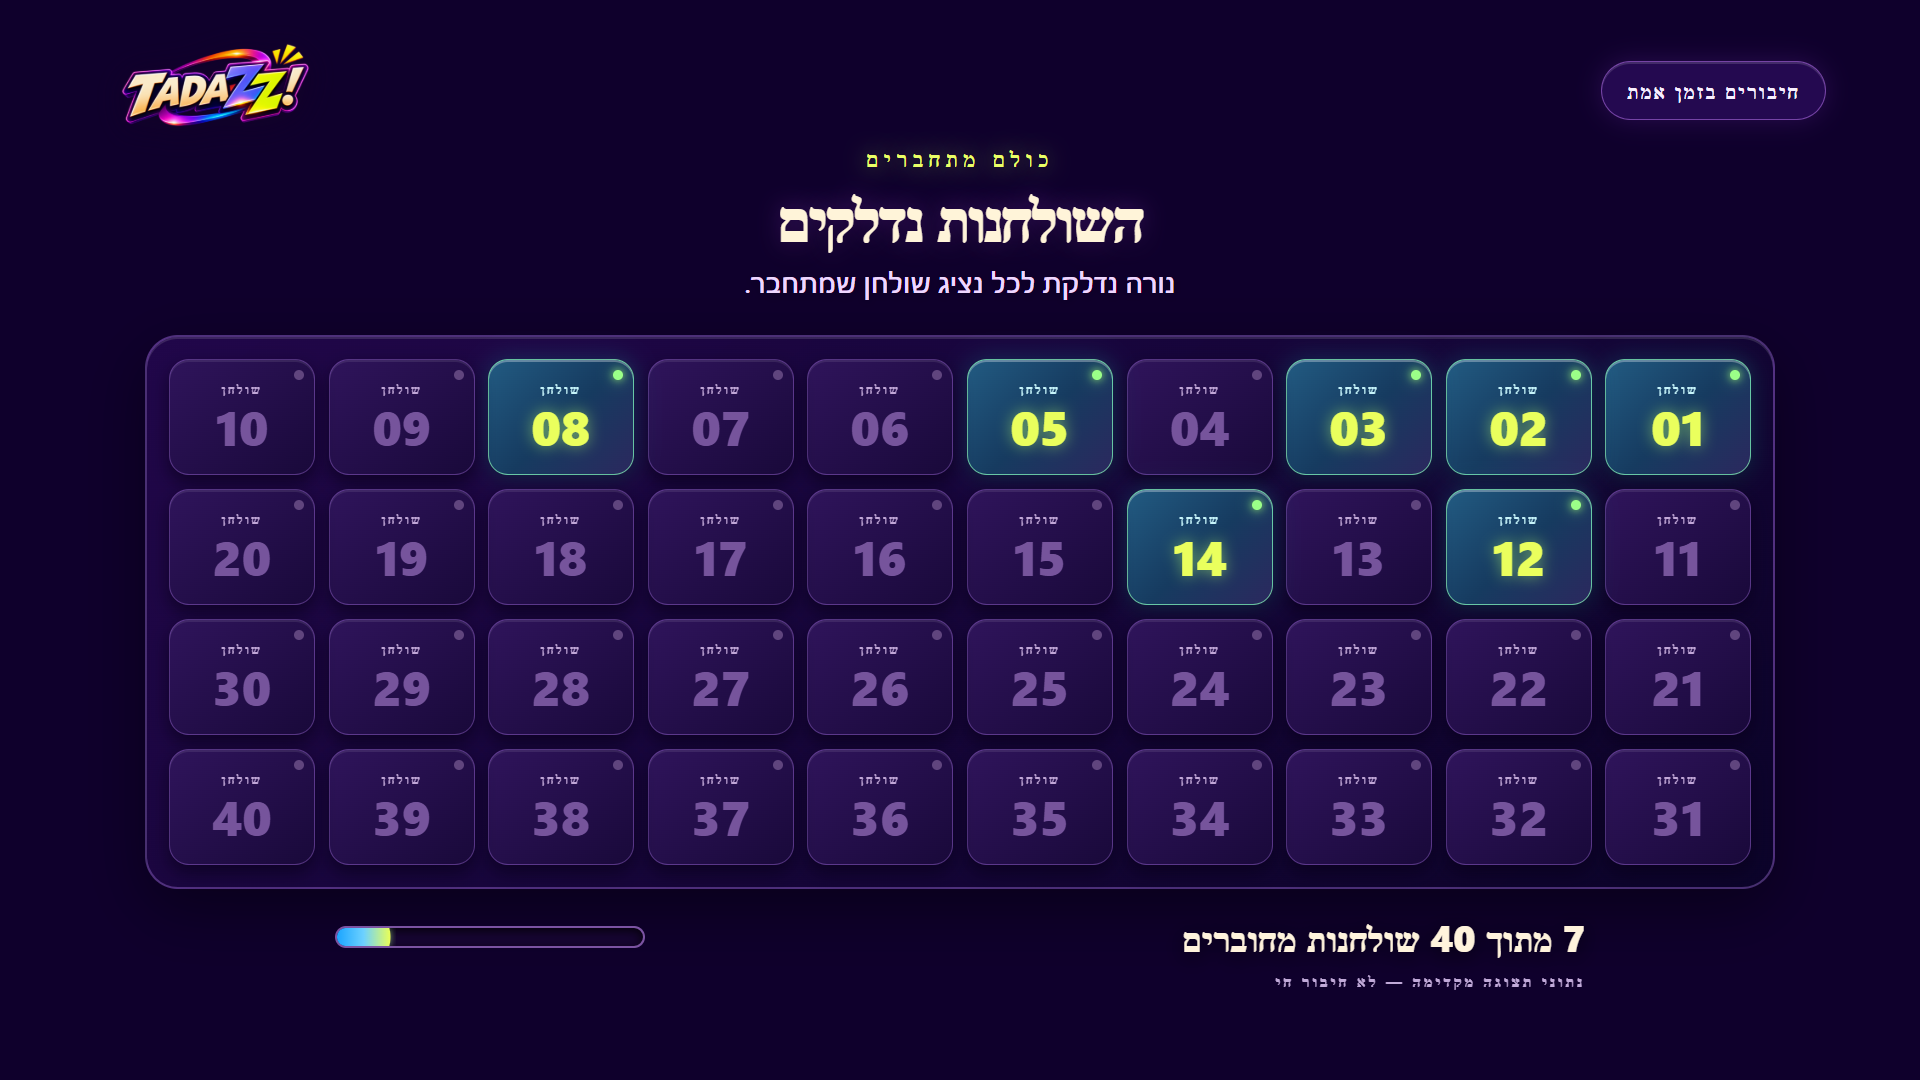 TADAZZ!
חיבורים בזמן אמת
כולם מתחברים
השולחנות נדלקים
נורה נדלקת לכל נציג שולחן שמתחבר.
שולחן 01
שולחן 02
שולחן 03
שולחן 04
שולחן 05
שולחן 06
שולחן 07
שולחן 08
שולחן 09
שולחן 10
שולחן 11
שולחן 12
שולחן 13
שולחן 14
שולחן 15
שולחן 16
שולחן 17
שולחן 18
שולחן 19
שולחן 20
שולחן 21
שולחן 22
שולחן 23
שולחן 24
שולחן 25
שולחן 26
שולחן 27
שולחן 28
שולחן 29
שולחן 30
שולחן 31
שולחן 32
שולחן 33
שולחן 34
שולחן 35
שולחן 36
שולחן 37
שולחן 38
שולחן 39
שולחן 40
7 מתוך 40 שולחנות מחוברים
נתוני תצוגה מקדימה — לא חיבור חי